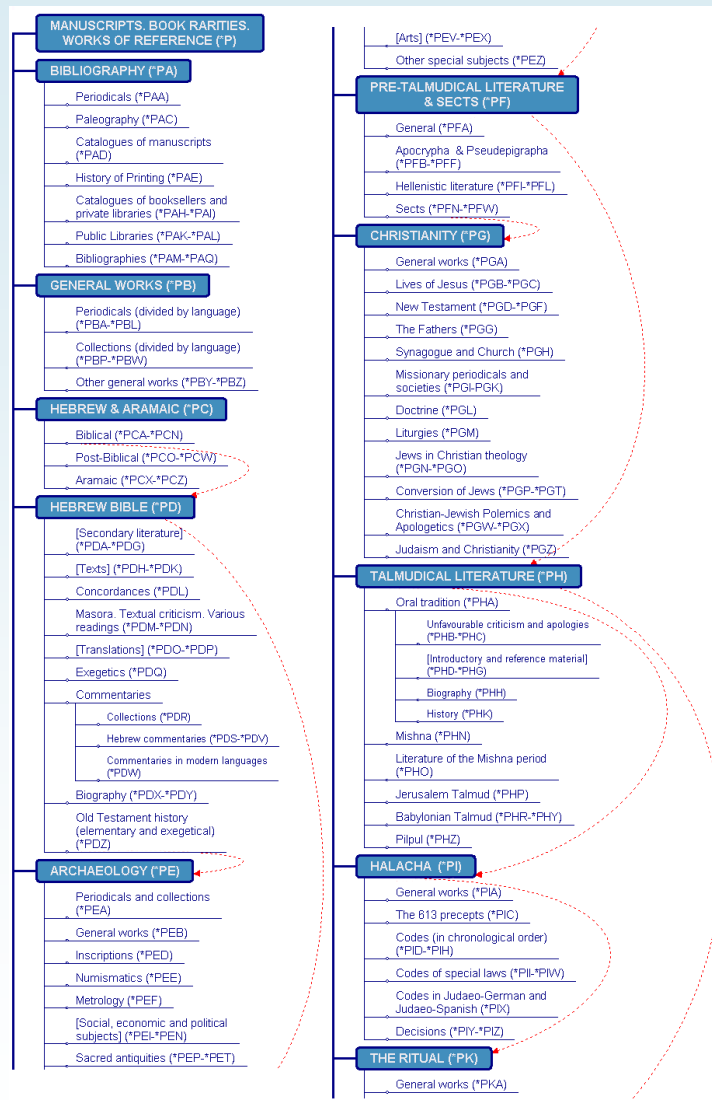 MANUSCRIPTS. BOOK RARITIES.
WORKS OF REFERENCE (*P)
BIBLIOGRAPHY (*PA)
Periodicals (*PAA)
Paleography (*PAC)
Catalogues of manuscripts
(*PAD)
History of Printing (*PAE)
Catalogues of booksellers and
private libraries (*PAH-*PAI)
Public Libraries (*PAK-*PAL)
Bibliographies (*PAM-*PAQ)
GENERAL WORKS (*PB)
Periodicals (divided by language)
(*PBA-*PBL)
Collections (divided by language)
(*PBP-*PBW)
Other general works (*PBY-*PBZ)
HEBREW & ARAMAIC (*PC)
Biblical (*PCA-*PCN)
Post-Biblical (*PCO-*PCW)
Aramaic (*PCX-*PCZ)
HEBREW BIBLE (*PD)
[Secondary literature]
(*PDA-*PDG)
[Texts] (*PDH-*PDK)
Concordances (*PDL)
Masora. Textual criticism. Various
readings (*PDM-*PDN)
[Translations] (*PDO-*PDP)
Exegetics (*PDQ)
Commentaries
Collections (*PDR)
Hebrew commentaries (*PDS-*PDV)
Commentaries in modern languages
(*PDW)
Biography (*PDX-*PDY)
Old Testament history
(elementary and exegetical)
(*PDZ)
ARCHAEOLOGY (*PE)
Periodicals and collections
(*PEA)
General works (*PEB)
Inscriptions (*PED)
Numismatics (*PEE)
Metrology (*PEF)
[Social, economic and political
subjects] (*PEI-*PEN)
Sacred antiquities (*PEP-*PET)
[Arts] (*PEV-*PEX)
Other special subjects (*PEZ)
PRE-TALMUDICAL LITERATURE
& SECTS (*PF)
General (*PFA)
Apocrypha & Pseudepigrapha
(*PFB-*PFF)
Hellenistic literature (*PFI-*PFL)
Sects (*PFN-*PFW)
CHRISTIANITY (*PG)
General works (*PGA)
Lives of Jesus (*PGB-*PGC)
New Testament (*PGD-*PGF)
The Fathers (*PGG)
Synagogue and Church (*PGH)
Missionary periodicals and
societies (*PGI-PGK)
Doctrine (*PGL)
Liturgies (*PGM)
Jews in Christian theology
(*PGN-*PGO)
Conversion of Jews (*PGP-*PGT)
Christian-Jewish Polemics and
Apologetics (*PGW-*PGX)
Judaism and Christianity (*PGZ)
TALMUDICAL LITERATURE (*PH)
Oral tradition (*PHA)
Unfavourable criticism and apologies
(*PHB-*PHC)
[Introductory and reference material]
(*PHD-*PHG)
Biography (*PHH)
History (*PHK)
Mishna (*PHN)
Literature of the Mishna period
(*PHO)
Jerusalem Talmud (*PHP)
Babylonian Talmud (*PHR-*PHY)
Pilpul (*PHZ)
HALACHA (*PI)
General works (*PIA)
The 613 precepts (*PIC)
Codes (in chronological order)
(*PID-*PIH)
Codes of special laws (*PII-*PIW)
Codes in Judaeo-German and
Judaeo-Spanish (*PIX)
Decisions (*PIY-*PIZ)
THE RITUAL (*PK)
General works (*PKA)